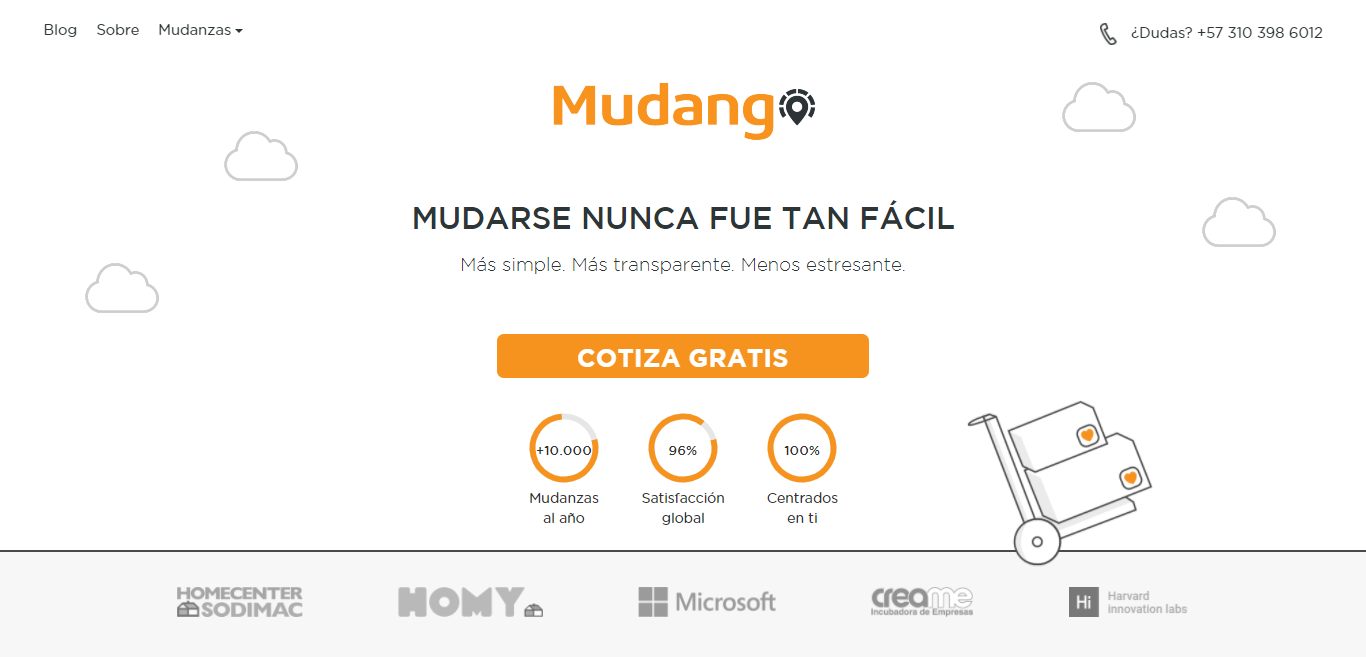 Blog Sobre Mudanzas
¿Dudas? +57 310 398 6012
Mudango
MUDARSE NUNCA FUE TAN FÁCIL
Más simple. Más transparente. Menos estresante.
COTIZA GRATIS
+10.000 96% 100%
Mudanzas Satisfacción Centrados
al año global en ti
HOMECENTER
SODIMAC
HOMY
Microsoft
creame
Incubadora de Empresas
Hi
Harvard
innovation labs